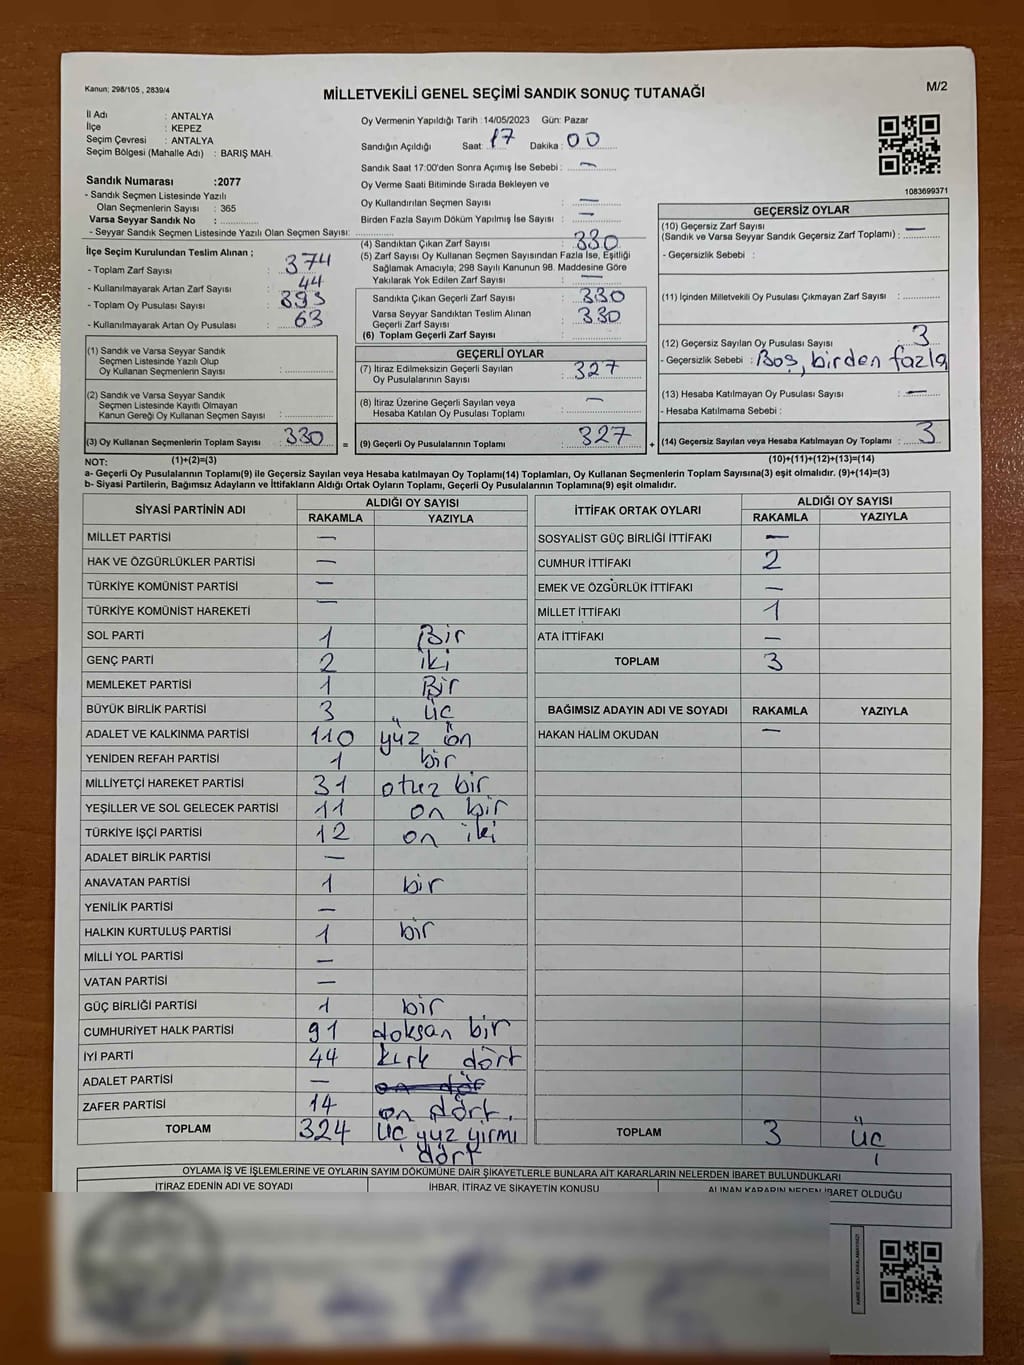 Kanun; 298/105 , 2839/4
MİLLETVEKİLİ GENEL SEÇİMİ SANDIK SONUÇ TUTANAĞI
M/2
İl Adı : ANTALYA
İlçe : KEPEZ
Seçim Çevresi : ANTALYA
Seçim Bölgesi (Mahalle Adı) : BARIŞ MAH.
Oy Vermenin Yapıldığı Tarih :14/05/2023 Gün: Pazar
Sandığın Açıldığı Saat: 17 Dakika : 00
Sandık Saat 17:00'den Sonra Açımış İse Sebebi : —
Oy Verme Saati Bitiminde Sırada Bekleyen ve
Oy Kullandırılan Seçmen Sayısı : —
Birden Fazla Sayım Döküm Yapılmış İse Sayısı : —
1083699371
Sandık Numarası :2077
- Sandık Seçmen Listesinde Yazılı
Olan Seçmenlerin Sayısı : 365
Varsa Seyyar Sandık No :
- Seyyar Sandık Seçmen Listesinde Yazılı Olan Seçmen Sayısı:
İlçe Seçim Kurulundan Teslim Alınan ;
- Toplam Zarf Sayısı : 374
- Kullanılmayarak Artan Zarf Sayısı : 44
- Toplam Oy Pusulası Sayısı : 393
- Kullanılmayarak Artan Oy Pusulası : 63
(1) Sandık ve Varsa Seyyar Sandık
Seçmen Listesinde Yazılı Olup
Oy Kullanan Seçmenlerin Sayısı :
(2) Sandık ve Varsa Seyyar Sandık
Seçmen Listesinde Kayıtlı Olmayan
Kanun Gereği Oy Kullanan Seçmen Sayısı :
(3) Oy Kullanan Seçmenlerin Toplam Sayısı : 330 =
(4) Sandıktan Çıkan Zarf Sayısı : 330
(5) Zarf Sayısı Oy Kullanan Seçmen Sayısından Fazla İse, Eşitliği
Sağlamak Amacıyla; 298 Sayılı Kanunun 98. Maddesine Göre
Yakılarak Yok Edilen Zarf Sayısı : —
Sandıkta Çıkan Geçerli Zarf Sayısı : 330
Varsa Seyyar Sandıktan Teslim Alınan
Geçerli Zarf Sayısı : 330
(6) Toplam Geçerli Zarf Sayısı :
GEÇERLİ OYLAR
(7) İtiraz Edilmeksizin Geçerli Sayılan
Oy Pusulalarının Sayısı : 327
(8) İtiraz Üzerine Geçerli Sayılan veya
Hesaba Katılan Oy Pusulası Toplamı : —
(9) Geçerli Oy Pusulalarının Toplamı : 327 +
GEÇERSİZ OYLAR
(10) Geçersiz Zarf Sayısı
(Sandık ve Varsa Seyyar Sandık Geçersiz Zarf Toplamı) : —
- Geçersizlik Sebebi :
(11) İçinden Milletvekili Oy Pusulası Çıkmayan Zarf Sayısı :
(12) Geçersiz Sayılan Oy Pusulası Sayısı : 3
- Geçersizlik Sebebi : Boş, birden fazla
(13) Hesaba Katılmayan Oy Pusulası Sayısı : —
- Hesaba Katılmama Sebebi :
(14) Geçersiz Sayılan veya Hesaba Katılmayan Oy Toplamı : 3
NOT: (1)+(2)=(3)
(10)+(11)+(12)+(13)=(14)
a- Geçerli Oy Pusulalarının Toplamı(9) ile Geçersiz Sayılan veya Hesaba katılmayan Oy Toplamı(14) Toplamları, Oy Kullanan Seçmenlerin Toplam Sayısına(3) eşit olmalıdır. (9)+(14)=(3)
b- Siyasi Partilerin, Bağımsız Adayların ve İttifakların Aldığı Ortak Oyların Toplamı, Geçerli Oy Pusulalarının Toplamına(9) eşit olmalıdır.
SİYASİ PARTİNİN ADI ALDIĞI OY SAYISI
RAKAMLA YAZIYLA
MİLLET PARTİSİ —
HAK VE ÖZGÜRLÜKLER PARTİSİ —
TÜRKİYE KOMÜNİST PARTİSİ —
TÜRKİYE KOMÜNİST HAREKETİ —
SOL PARTİ 1 Bir
GENÇ PARTİ 2 iki
MEMLEKET PARTİSİ 1 Bir
BÜYÜK BİRLİK PARTİSİ 3 üç
ADALET VE KALKINMA PARTİSİ 110 yüz on
YENİDEN REFAH PARTİSİ 1 bir
MİLLİYETÇİ HAREKET PARTİSİ 31 otuz bir
YEŞİLLER VE SOL GELECEK PARTİSİ 11 on bir
TÜRKİYE İŞÇİ PARTİSİ 12 on iki
ADALET BİRLİK PARTİSİ —
ANAVATAN PARTİSİ 1 bir
YENİLİK PARTİSİ —
HALKIN KURTULUŞ PARTİSİ 1 bir
MİLLİ YOL PARTİSİ —
VATAN PARTİSİ —
GÜÇ BİRLİĞİ PARTİSİ 1 bir
CUMHURİYET HALK PARTİSİ 91 doksan bir
İYİ PARTİ 44 kırk dört
ADALET PARTİSİ — on dör
ZAFER PARTİSİ 14 on dört.
TOPLAM 324 üç yüz yirmi
dört
İTTİFAK ORTAK OYLARI ALDIĞI OY SAYISI
RAKAMLA YAZIYLA
SOSYALİST GÜÇ BİRLİĞİ İTTİFAKI —
CUMHUR İTTİFAKI 2
EMEK VE ÖZGÜRLÜK İTTİFAKI —
MİLLET İTTİFAKI 1
ATA İTTİFAKI —
TOPLAM 3
BAĞIMSIZ ADAYIN ADI VE SOYADI RAKAMLA YAZIYLA
HAKAN HALİM OKUDAN —
TOPLAM 3 üç
OYLAMA İŞ VE İŞLEMLERİNE VE OYLARIN SAYIM DÖKÜMÜNE DAİR ŞİKAYETLERLE BUNLARA AİT KARARLARIN NELERDEN İBARET BULUNDUKLARI
İTİRAZ EDENİN ADI VE SOYADI İHBAR, İTİRAZ VE ŞİKAYETİN KONUSU ALINAN KARARIN NEDEN İBARET OLDUĞU